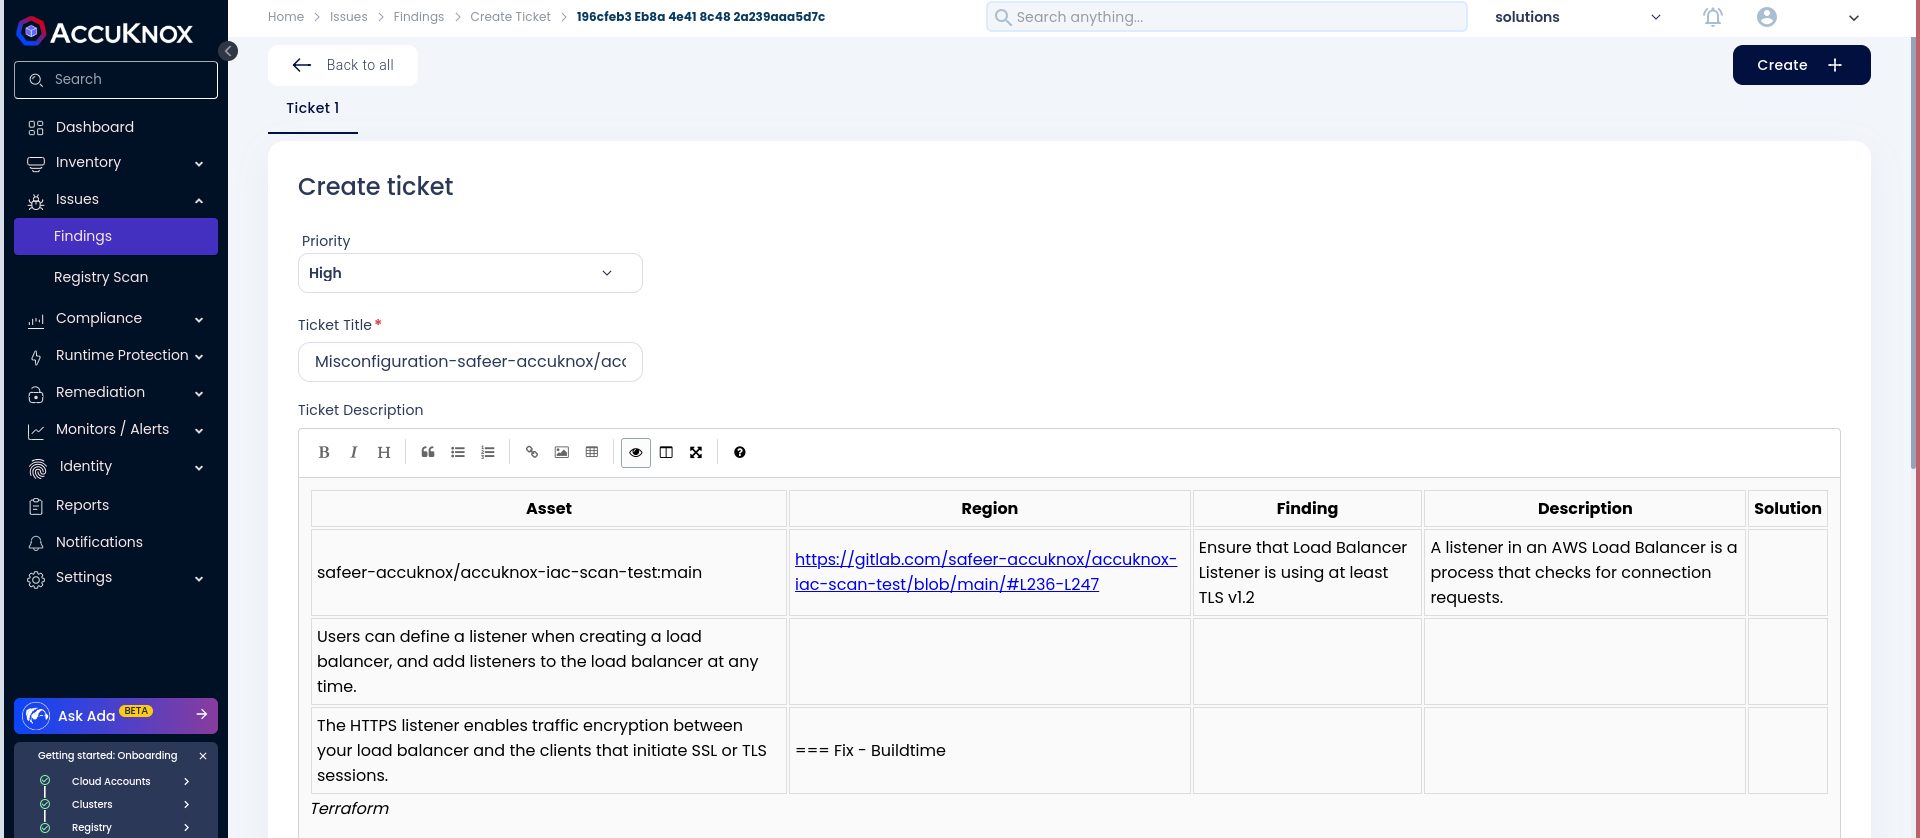 ACCUKNOX
Search
Dashboard
Inventory
Issues
Findings
Registry Scan
Compliance
Runtime Protection
Remediation
Monitors / Alerts
Identity
Reports
Notifications
Settings
Ask Ada BETA
Getting started: Onboarding
Cloud Accounts
Clusters
Registry
Home > Issues > Findings > Create Ticket > 196cfeb3 Eb8a 4e41 8c48 2a239aaa5d7c
Search anything...
solutions
Back to all
Create
Ticket 1
Create ticket
Priority
High
Ticket Title*
Misconfiguration-safeer-accuknox/acc
Ticket Description
B I H
Asset Region Finding Description Solution
safeer-accuknox/accuknox-iac-scan-test:main
https://gitlab.com/safeer-accuknox/accuknox-
iac-scan-test/blob/main/#L236-L247
Ensure that Load Balancer
Listener is using at least
TLS v1.2
A listener in an AWS Load Balancer is a
process that checks for connection
requests.
Users can define a listener when creating a load
balancer, and add listeners to the load balancer at any
time.
The HTTPS listener enables traffic encryption between
your load balancer and the clients that initiate SSL or TLS
sessions.
=== Fix - Buildtime
Terraform